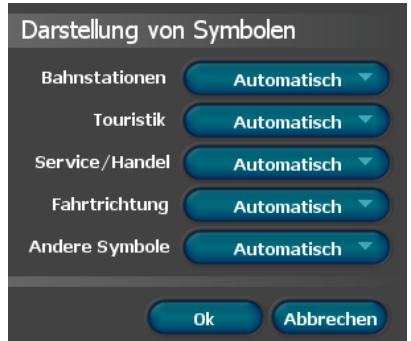 Darstellung von Symbolen
Bahnstationen Automatisch
Touristik Automatisch
Service/Handel Automatisch
Fahrtrichtung Automatisch
Andere Symbole Automatisch
Ok Abbrechen